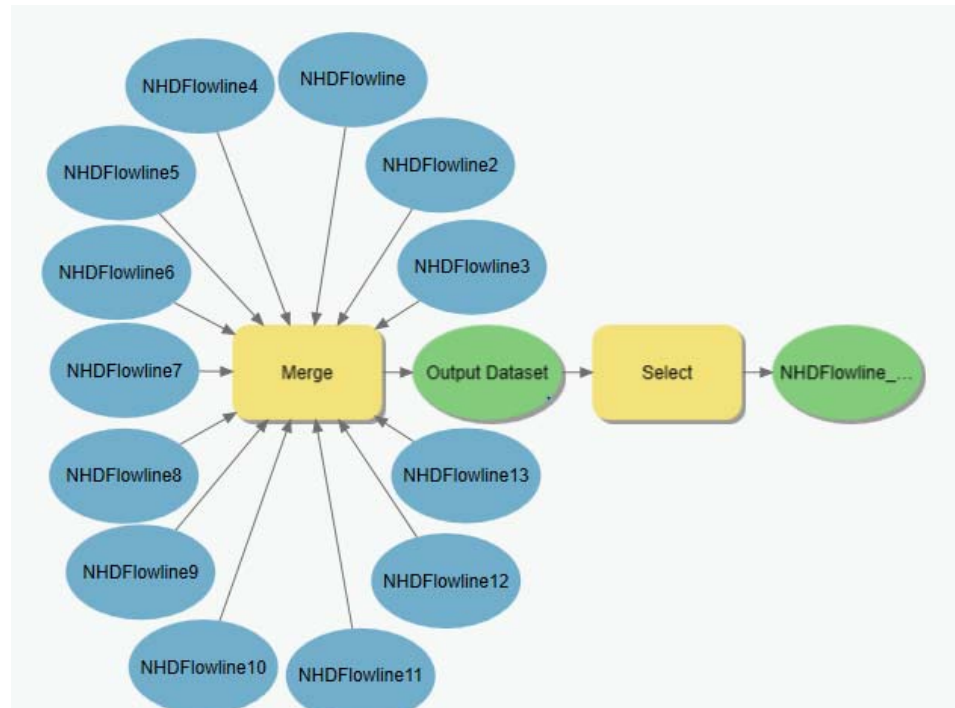 NHDFlowline4
NHDFlowline
NHDFlowline5
NHDFlowline2
NHDFlowline6
NHDFlowline3
NHDFlowline7
Merge
Output Dataset
Select
NHDFlowline_...
NHDFlowline8
NHDFlowline13
NHDFlowline9
NHDFlowline12
NHDFlowline10
NHDFlowline11